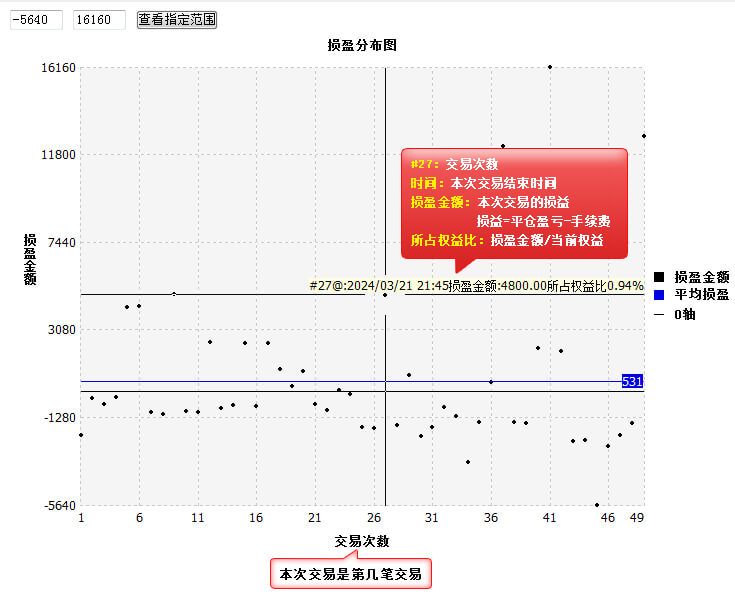 -5640 16160 查看指定范围
损盈分布图
16160
11800
7440
3080
-1280
-5640
损盈金额
#27：交易次数
时间：本次交易结束时间
损盈金额：本次交易的损益
损益=平仓盈亏-手续费
所占权益比：损盈金额/当前权益
#27@:2024/03/21 21:45损盈金额:4800.00所占权益比0.94%
531
损盈金额
平均损盈
0轴
1 6 11 16 21 26 31 36 41 46 49
交易次数
本次交易是第几笔交易